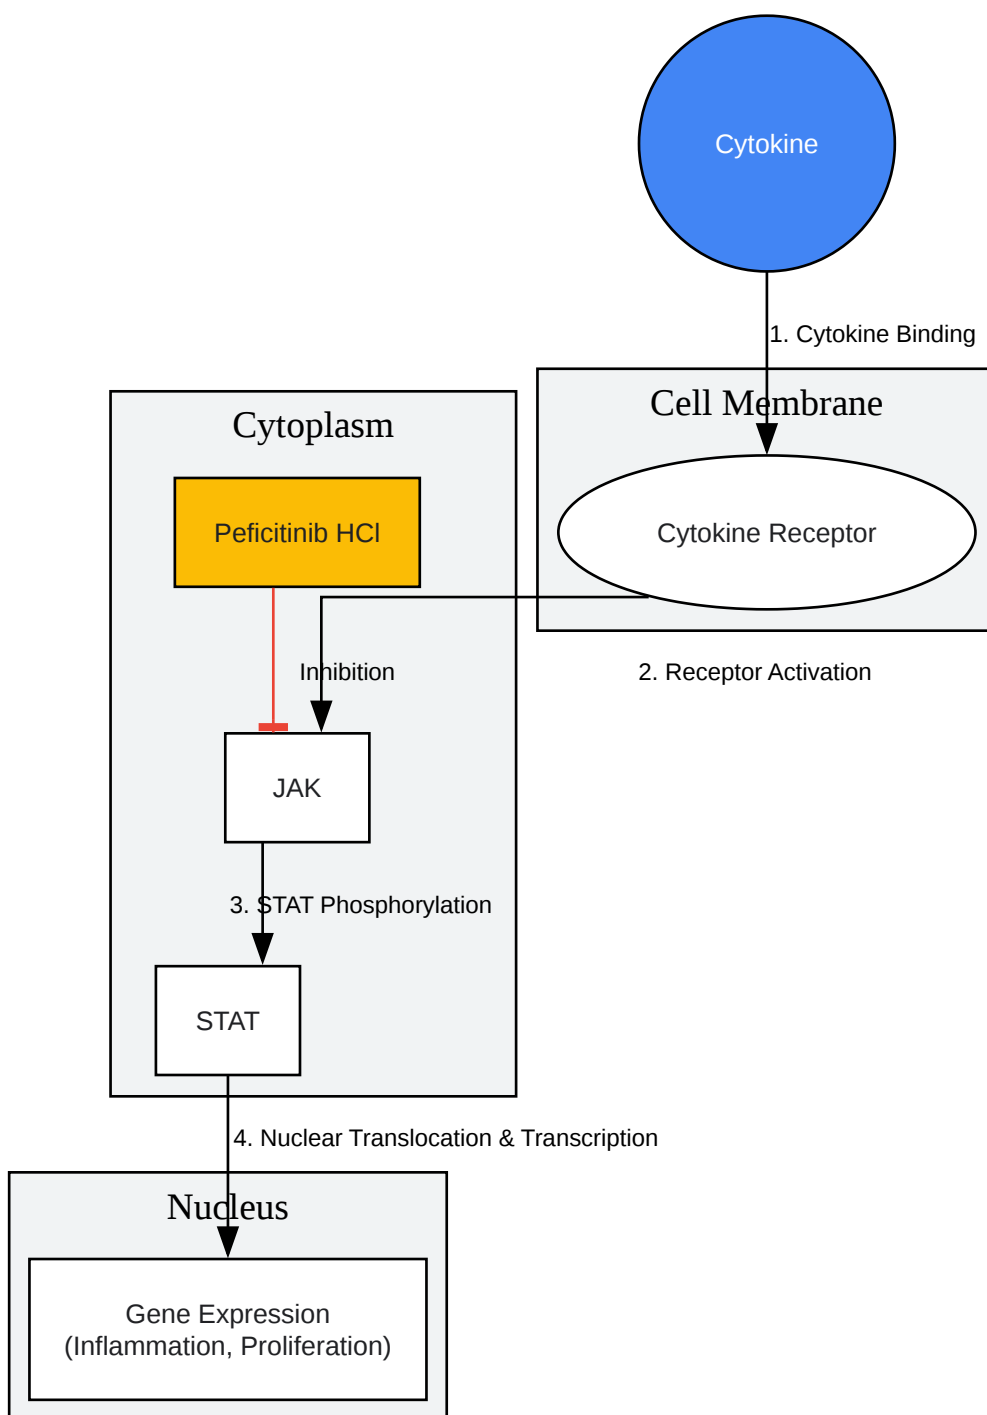 Cytokine
1. Cytokine Binding
Cell Membrane
Cytoplasm
Peficitinib HCl
Cytokine Receptor
Inhibition
2. Receptor Activation
JAK
3. STAT Phosphorylation
STAT
4. Nuclear Translocation & Transcription
Nucleus
Gene Expression
(Inflammation, Proliferation)